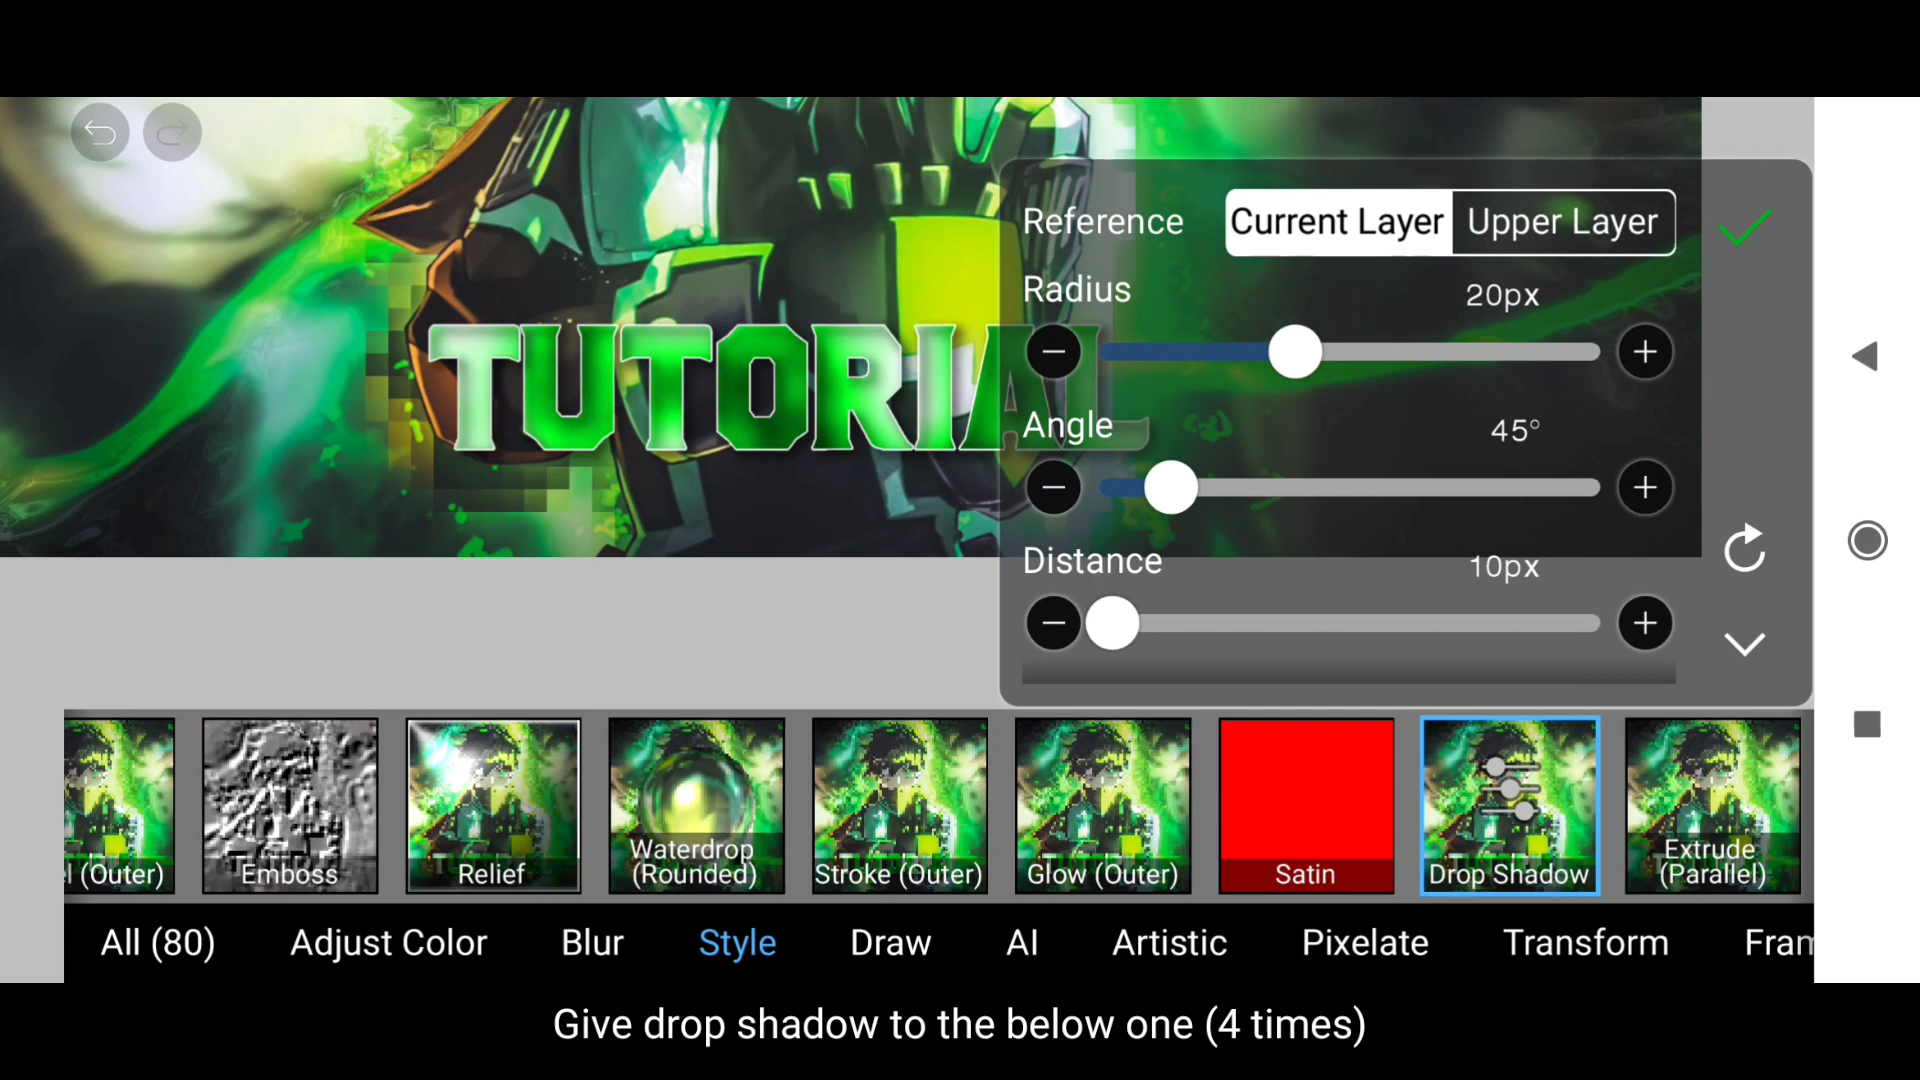 TUTORIAL
Reference
Current Layer
Upper Layer
Radius
20px
Angle
45°
Distance
10px
l (Outer)
Emboss
Relief
Waterdrop
(Rounded)
Stroke (Outer)
Glow (Outer)
Satin
Drop Shadow
Extrude
(Parallel)
All (80)
Adjust Color
Blur
Style
Draw
AI
Artistic
Pixelate
Transform
Fram
Give drop shadow to the below one (4 times)